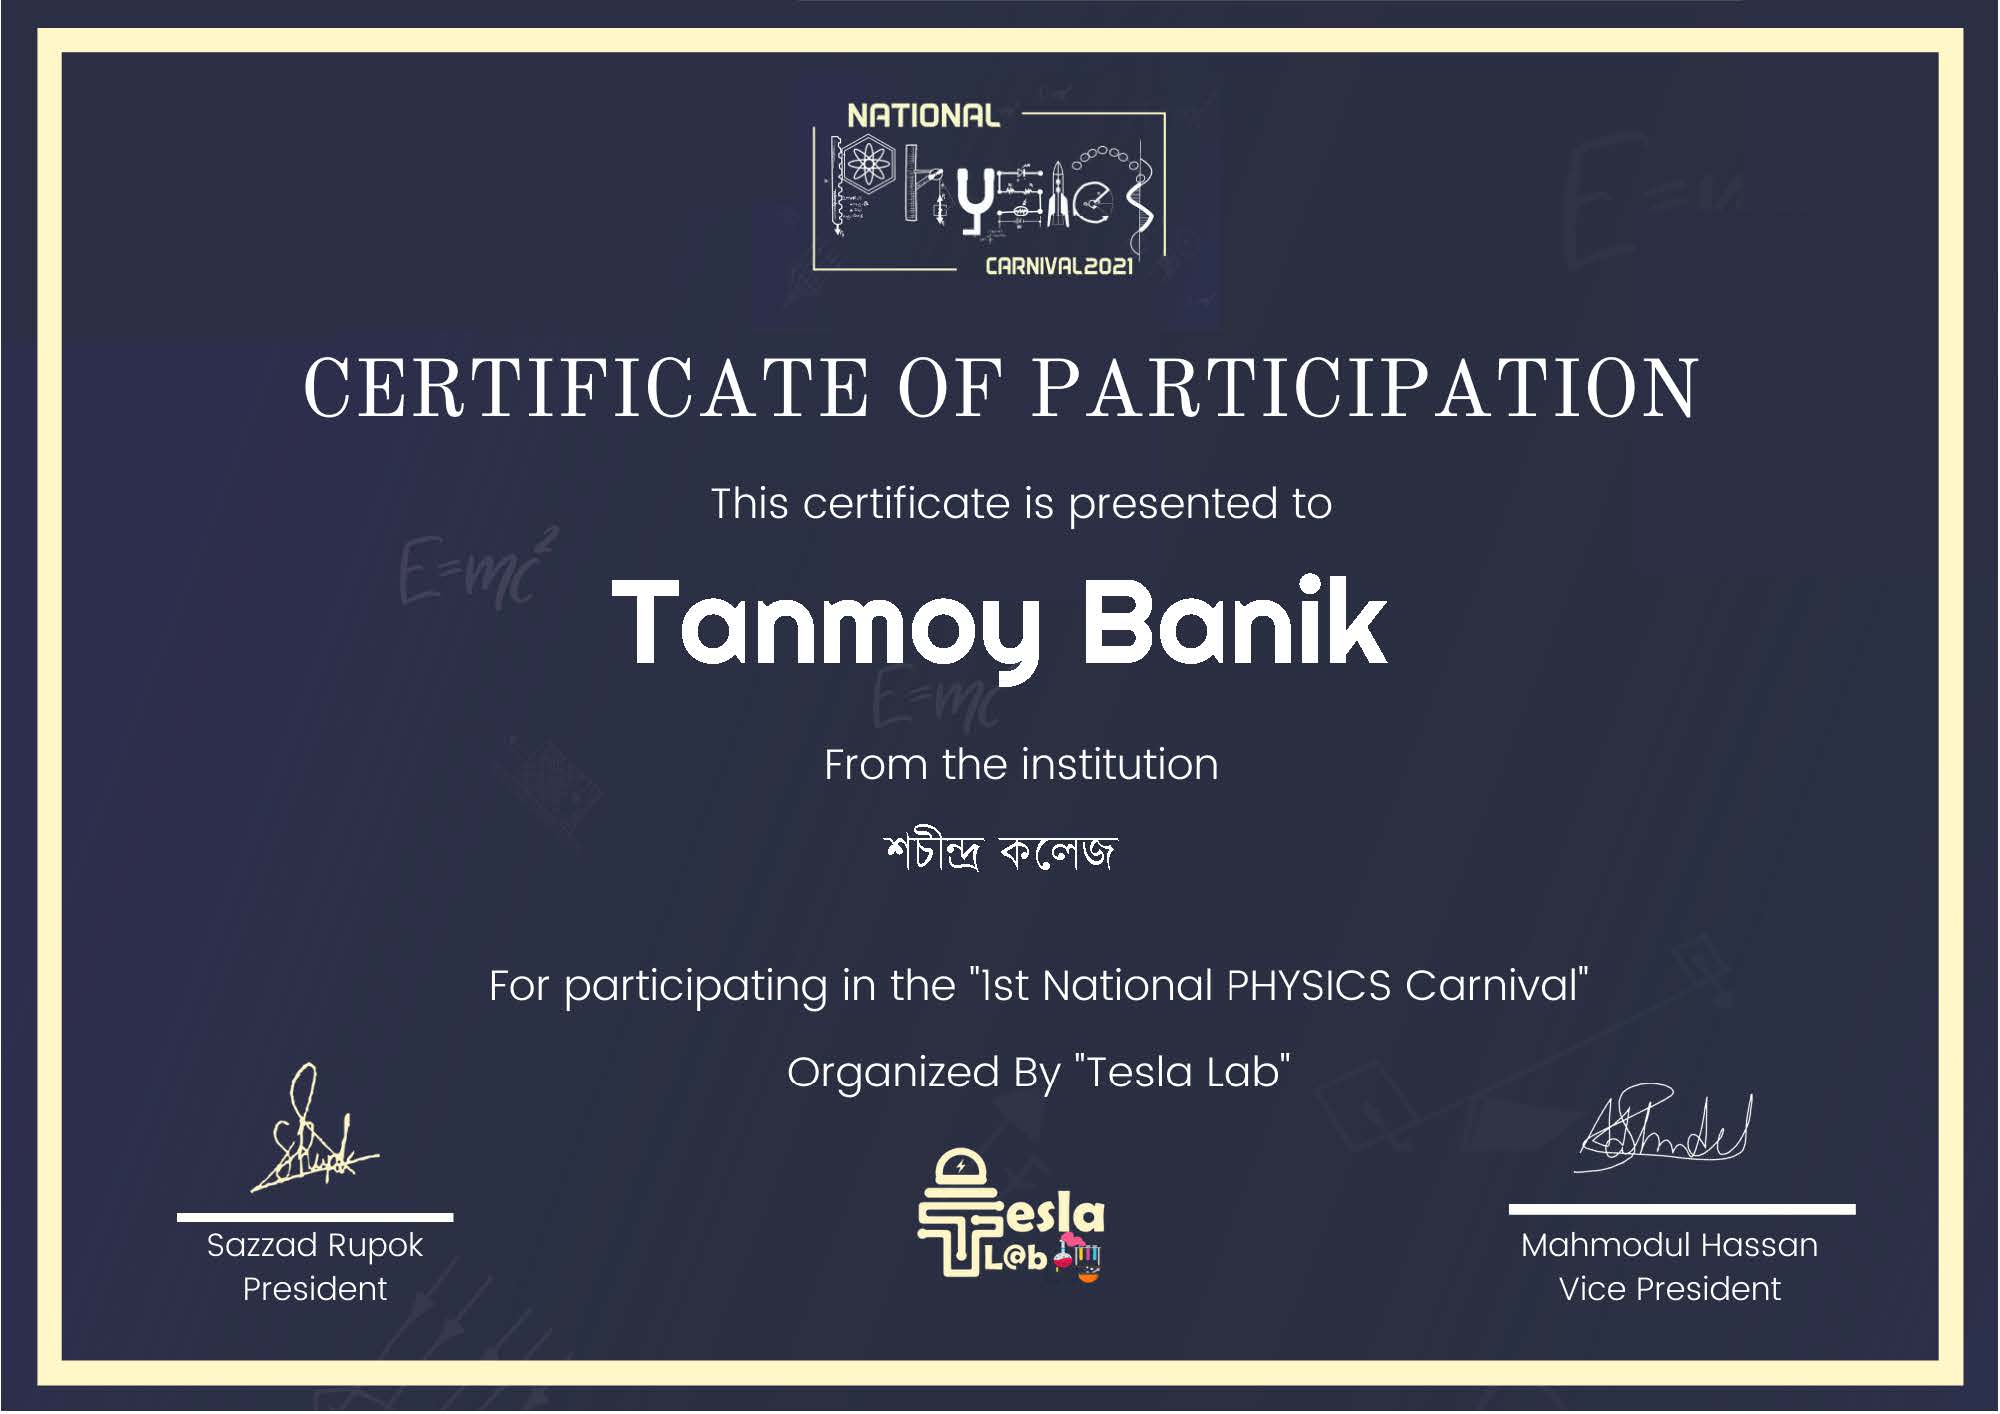 NATIONAL
Physics
CARNIVAL2021
CERTIFICATE OF PARTICIPATION
This certificate is presented to
E=mc²
Tanmoy Banik
E=mc
From the institution
শচীন্দ্র কলেজ
For participating in the "1st National PHYSICS Carnival"
Organized By "Tesla Lab"
Tesla
L@b
Sazzad Rupok
President
Mahmodul Hassan
Vice President